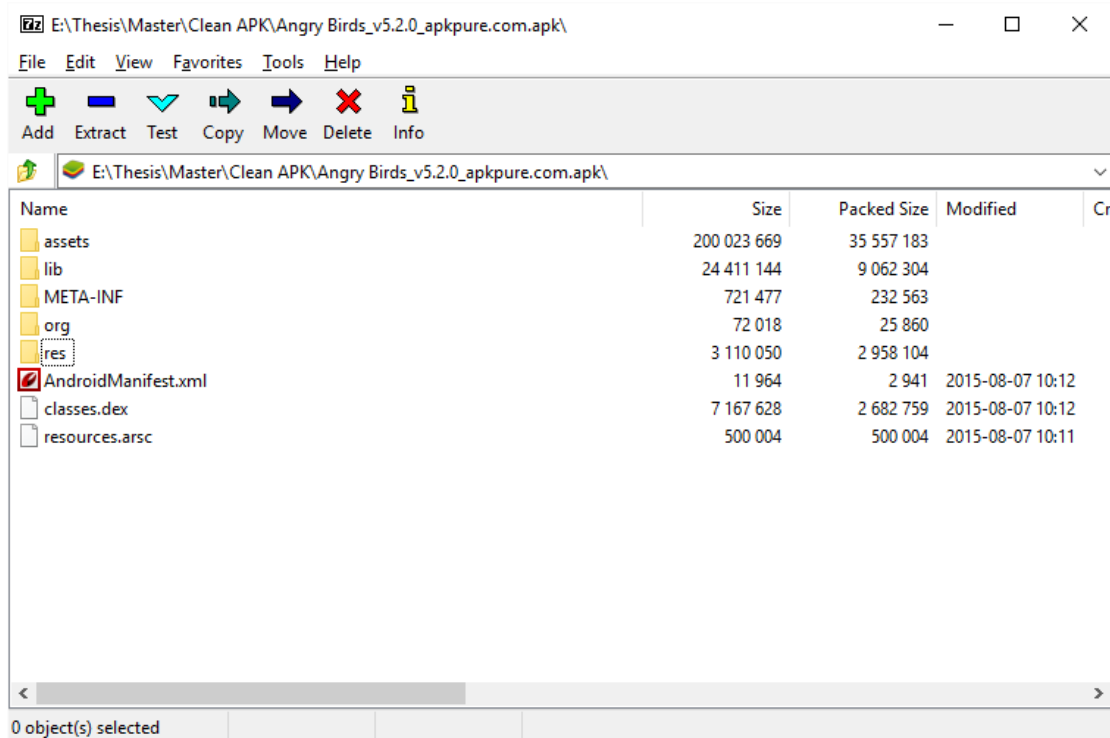 7z E:\Thesis\Master\Clean APK\Angry Birds_v5.2.0_apkpure.com.apk\
File Edit View Favorites Tools Help
Add Extract Test Copy Move Delete Info
E:\Thesis\Master\Clean APK\Angry Birds_v5.2.0_apkpure.com.apk\
Name Size Packed Size Modified Cr
assets 200 023 669 35 557 183
lib 24 411 144 9 062 304
META-INF 721 477 232 563
org 72 018 25 860
res 3 110 050 2 958 104
AndroidManifest.xml 11 964 2 941 2015-08-07 10:12
classes.dex 7 167 628 2 682 759 2015-08-07 10:12
resources.arsc 500 004 500 004 2015-08-07 10:11
0 object(s) selected